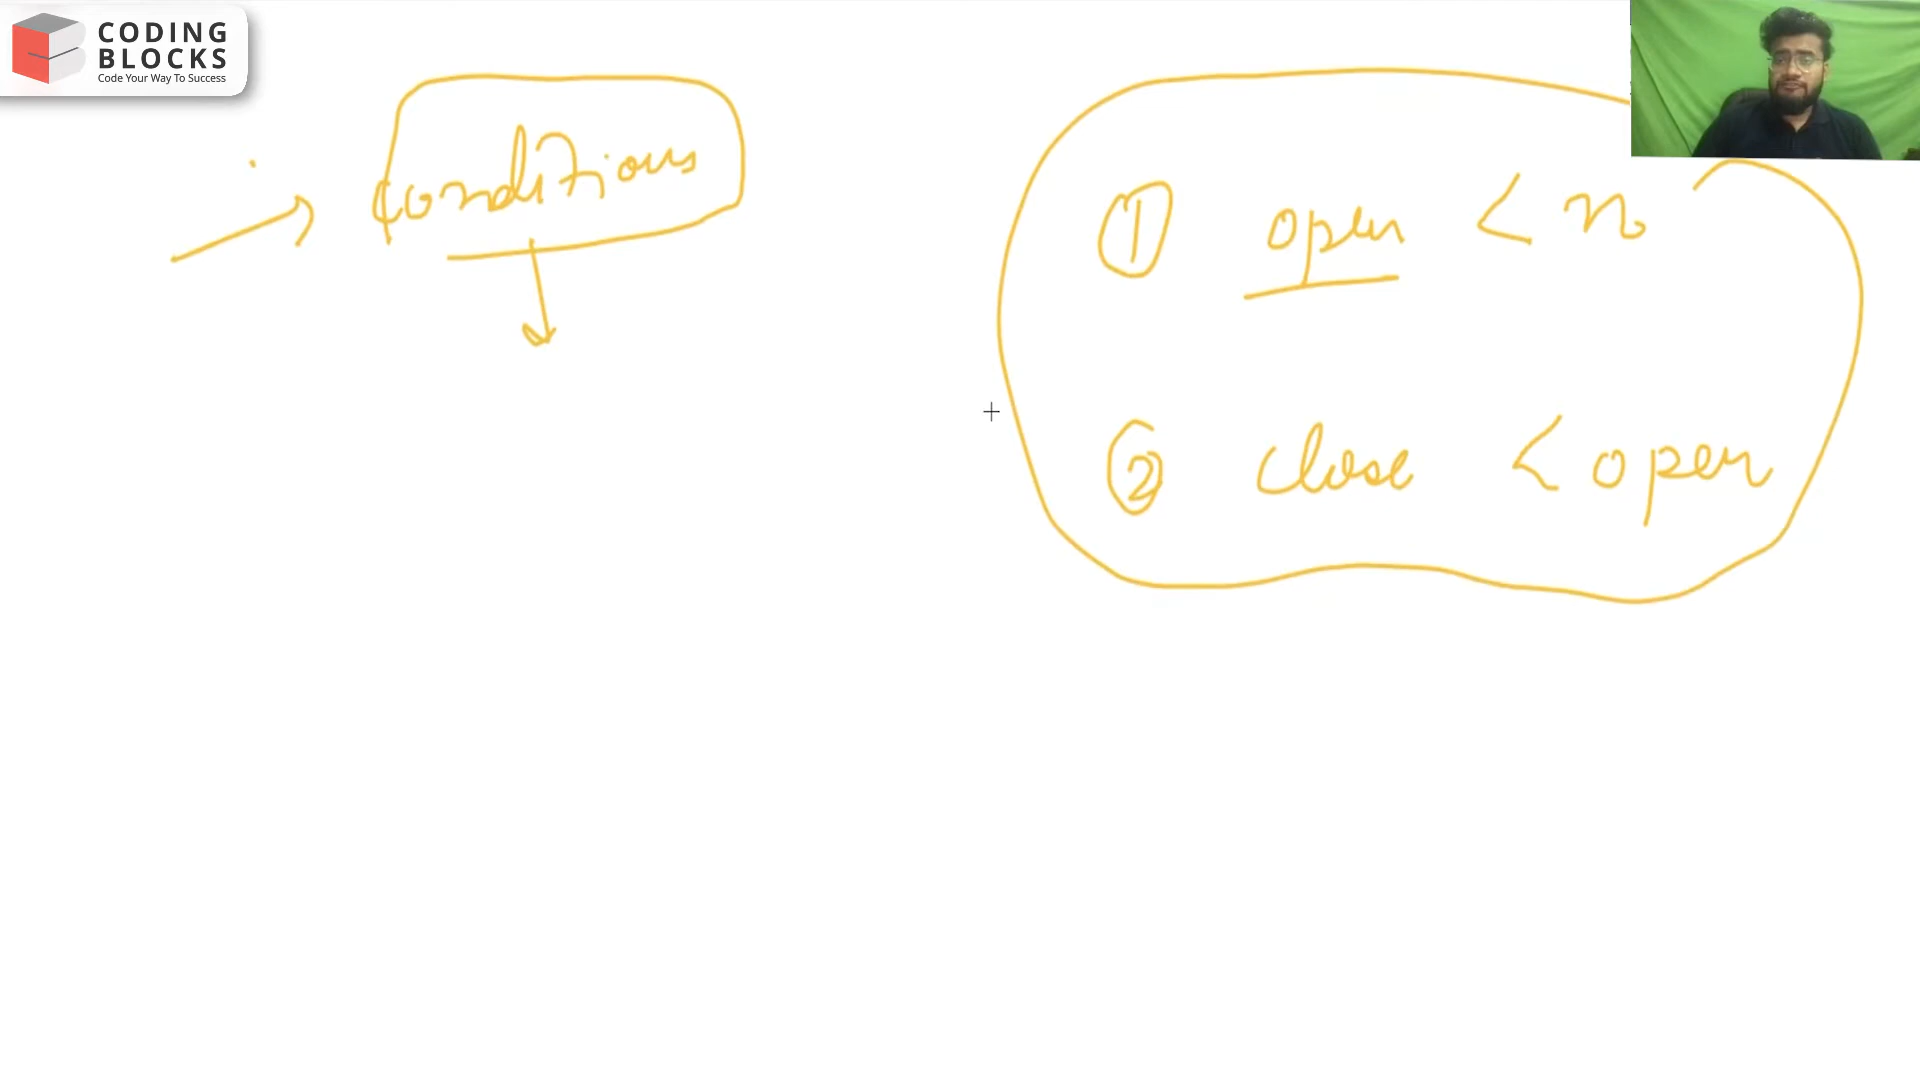 CODING
BLOCKS
Code Your Way To Success
conditions
① open < n
② close < open